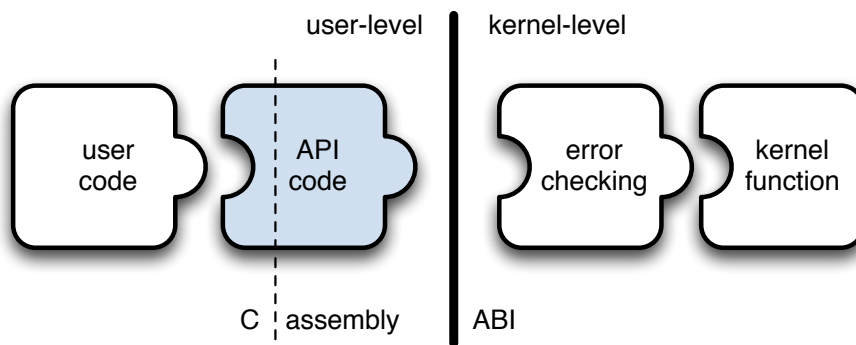 user-level
kernel-level
user
code
API
code
error
checking
kernel
function
C
assembly
ABI